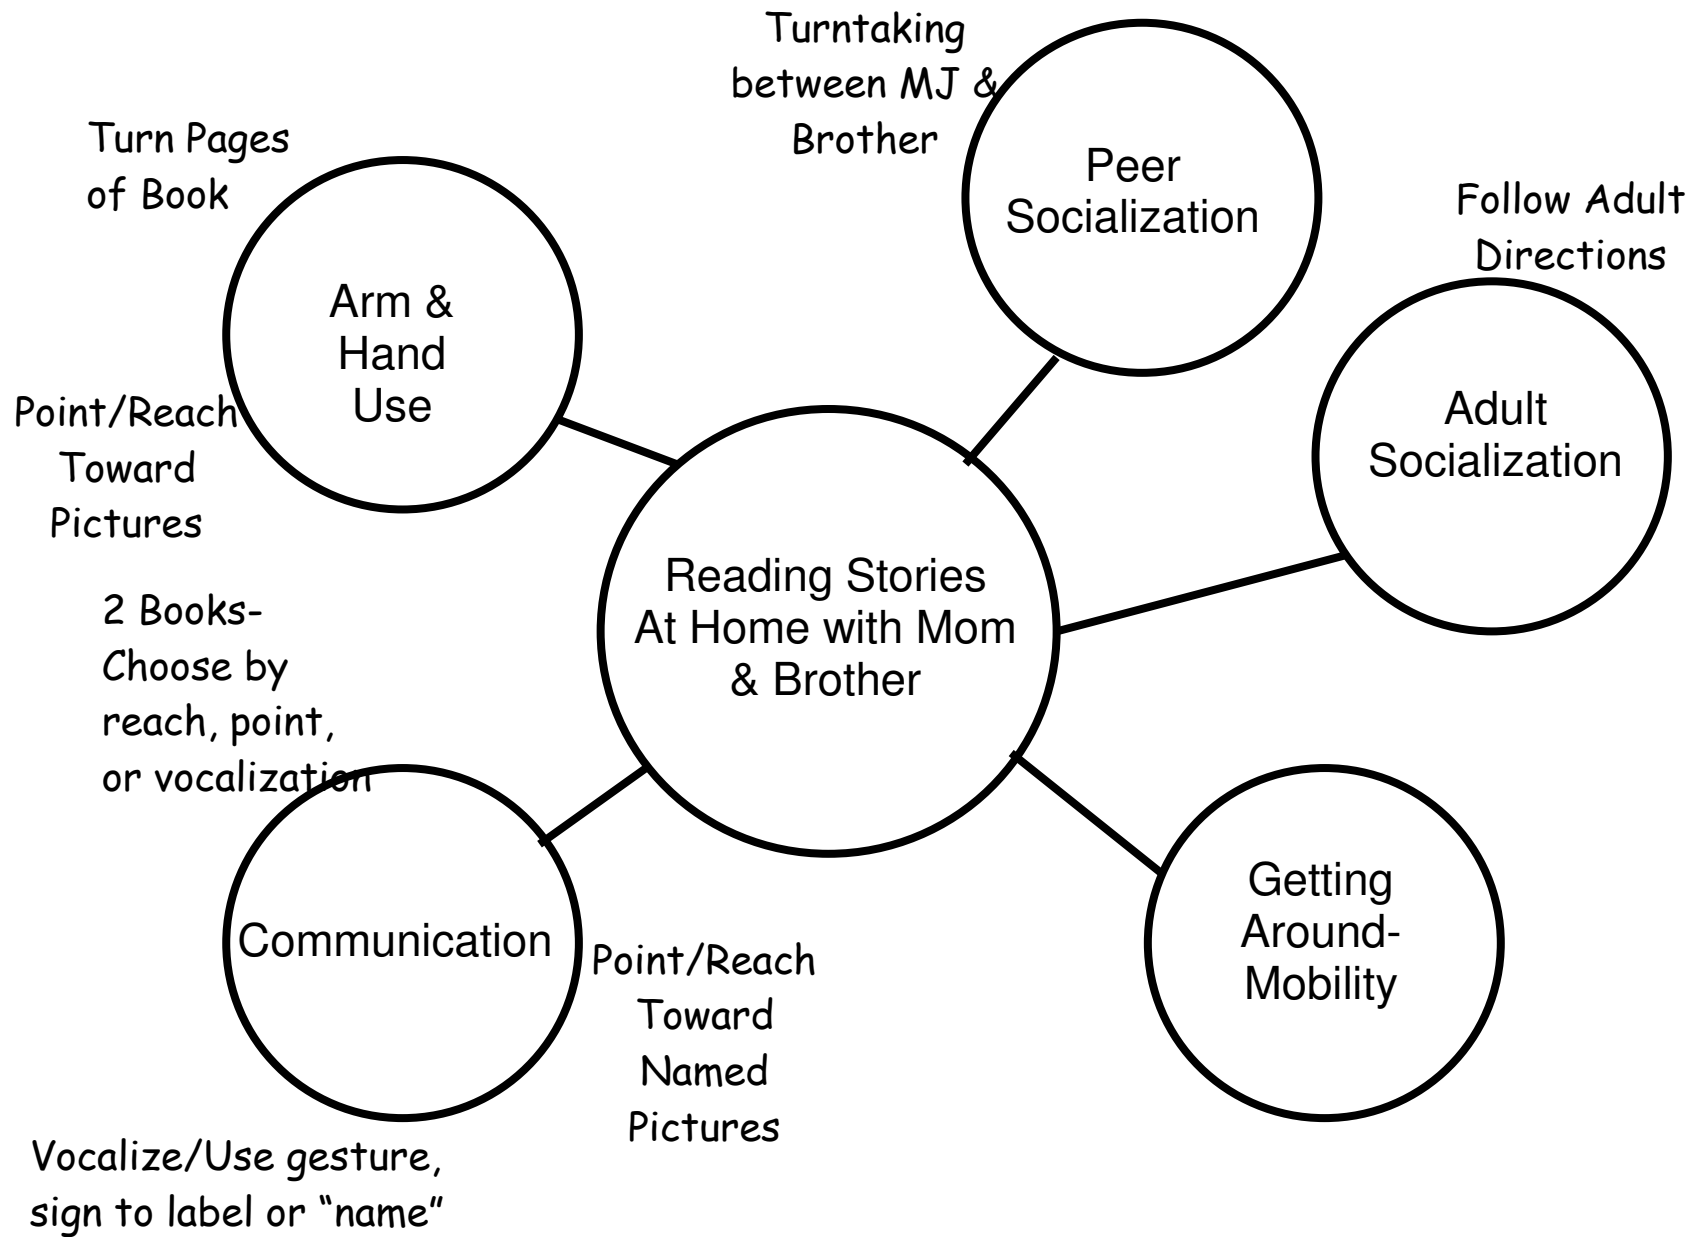 Turntaking
between MJ &
Brother
Peer
Socialization
Turn Pages
of Book
Follow Adult
Directions
Arm &
Hand
Use
Adult
Socialization
Point/Reach
Toward
Pictures
Reading Stories
At Home with Mom
& Brother
2 Books-
Choose by
reach, point,
or vocalization
Communication
Getting
Around-
Mobility
Point/Reach
Toward
Named
Pictures
Vocalize/Use gesture,
sign to label or “name”